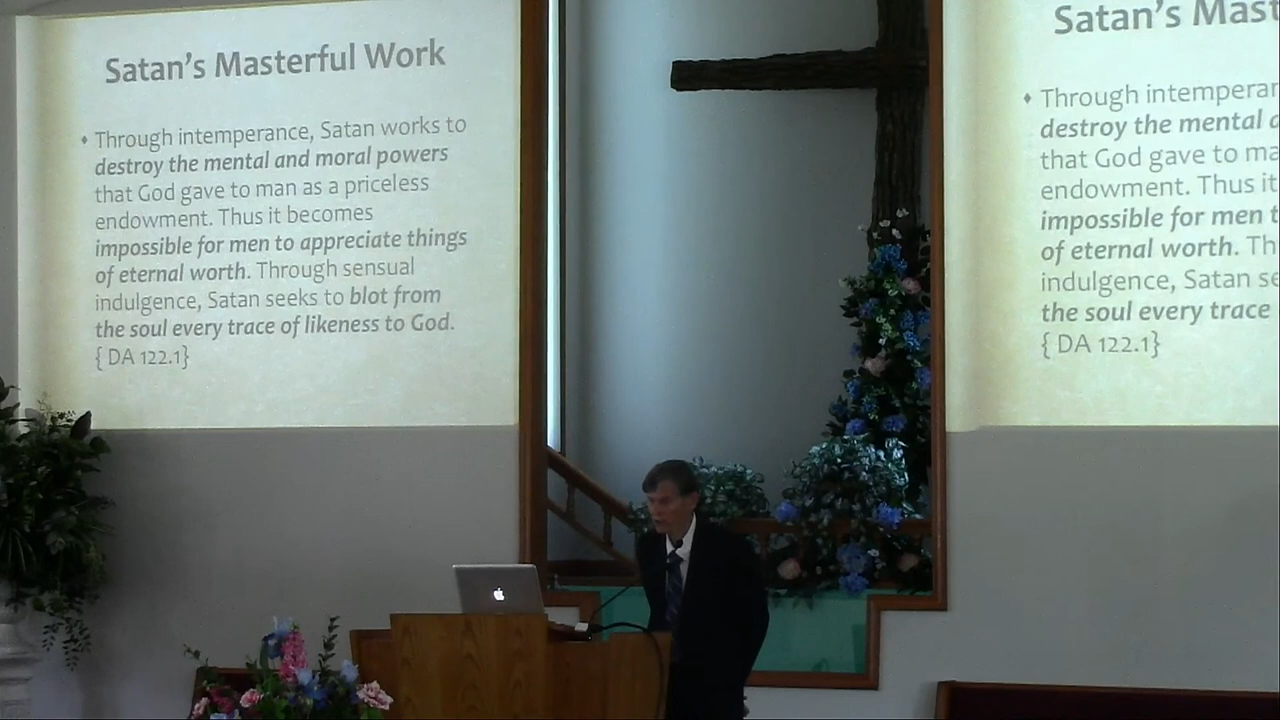 Satan's Masterful Work
♦ Through intemperance, Satan works to
destroy the mental and moral powers
that God gave to man as a priceless
endowment. Thus it becomes
impossible for men to appreciate things
of eternal worth. Through sensual
indulgence, Satan seeks to blot from
the soul every trace of likeness to God.
{ DA 122.1}
Satan's Mast
♦ Through intemperan
destroy the mental a
that God gave to ma
endowment. Thus it
impossible for men t
of eternal worth. Th
indulgence, Satan se
the soul every trace
{ DA 122.1}